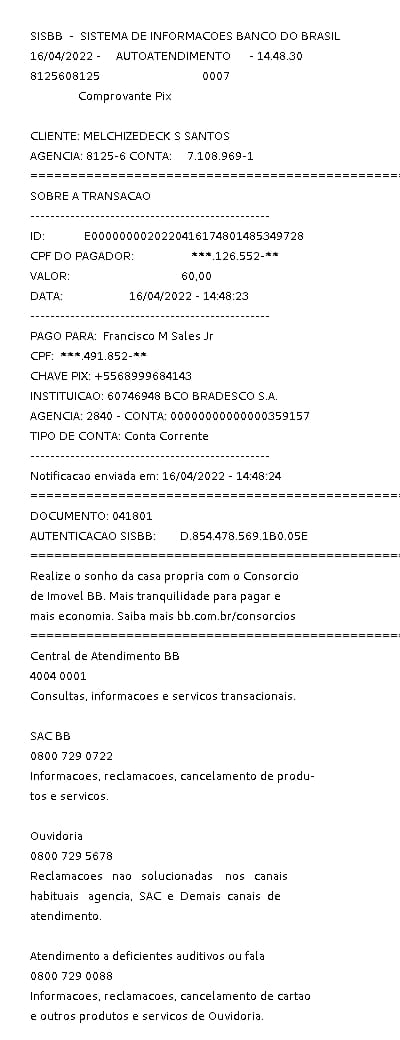 SISBB - SISTEMA DE INFORMACOES BANCO DO BRASIL
16/04/2022 - AUTOATENDIMENTO - 14.48.30
8125608125 0007
Comprovante Pix
CLIENTE: MELCHIZEDECK S SANTOS
AGENCIA: 8125-6 CONTA: 7.108.969-1
================================================
SOBRE A TRANSACAO
------------------------------------------------
ID: E00000000202204161748014853497​28
CPF DO PAGADOR: ***.126.552-**
VALOR: 60,00
DATA: 16/04/2022 - 14:48:23
------------------------------------------------
PAGO PARA: Francisco M Sales Jr
CPF: ***.491.852-**
CHAVE PIX: +5568999684143
INSTITUICAO: 60746948 BCO BRADESCO S.A.
AGENCIA: 2840 - CONTA: 00000000000000359157
TIPO DE CONTA: Conta Corrente
------------------------------------------------
Notificacao enviada em: 16/04/2022 - 14:48:24
================================================
DOCUMENTO: 041801
AUTENTICACAO SISBB: D.854.478.569.1B0.05E
================================================
Realize o sonho da casa propria com o Consorcio
de Imovel BB. Mais tranquilidade para pagar e
mais economia. Saiba mais bb.com.br/consorcios
================================================
Central de Atendimento BB
4004 0001
Consultas, informacoes e servicos transacionais.
SAC BB
0800 729 0722
Informacoes, reclamacoes, cancelamento de produ-
tos e servicos.
Ouvidoria
0800 729 5678
Reclamacoes nao solucionadas nos canais
habituais agencia, SAC e Demais canais de
atendimento.
Atendimento a deficientes auditivos ou fala
0800 729 0088
Informacoes, reclamacoes, cancelamento de cartao
e outros produtos e servicos de Ouvidoria.